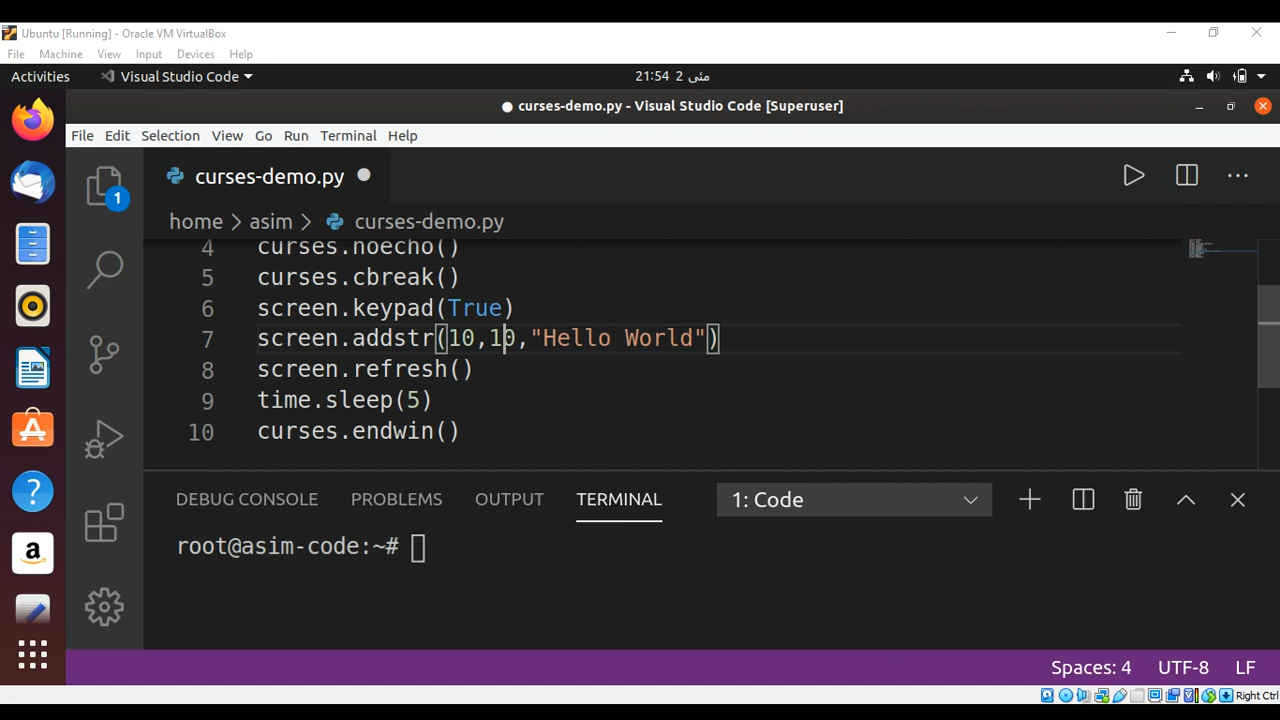 Ubuntu [Running] - Oracle VM VirtualBox
File Machine View Input Devices Help
Activities Visual Studio Code 21:54 2 مئی
● curses-demo.py - Visual Studio Code [Superuser]
File Edit Selection View Go Run Terminal Help
1 curses-demo.py
home > asim > curses-demo.py
4 curses.noecho()
5 curses.cbreak()
6 screen.keypad(True)
7 screen.addstr(10,10,"Hello World")
8 screen.refresh()
9 time.sleep(5)
10 curses.endwin()
DEBUG CONSOLE PROBLEMS OUTPUT TERMINAL 1: Code
root@asim-code:~#
Spaces: 4 UTF-8 LF
Right Ctrl